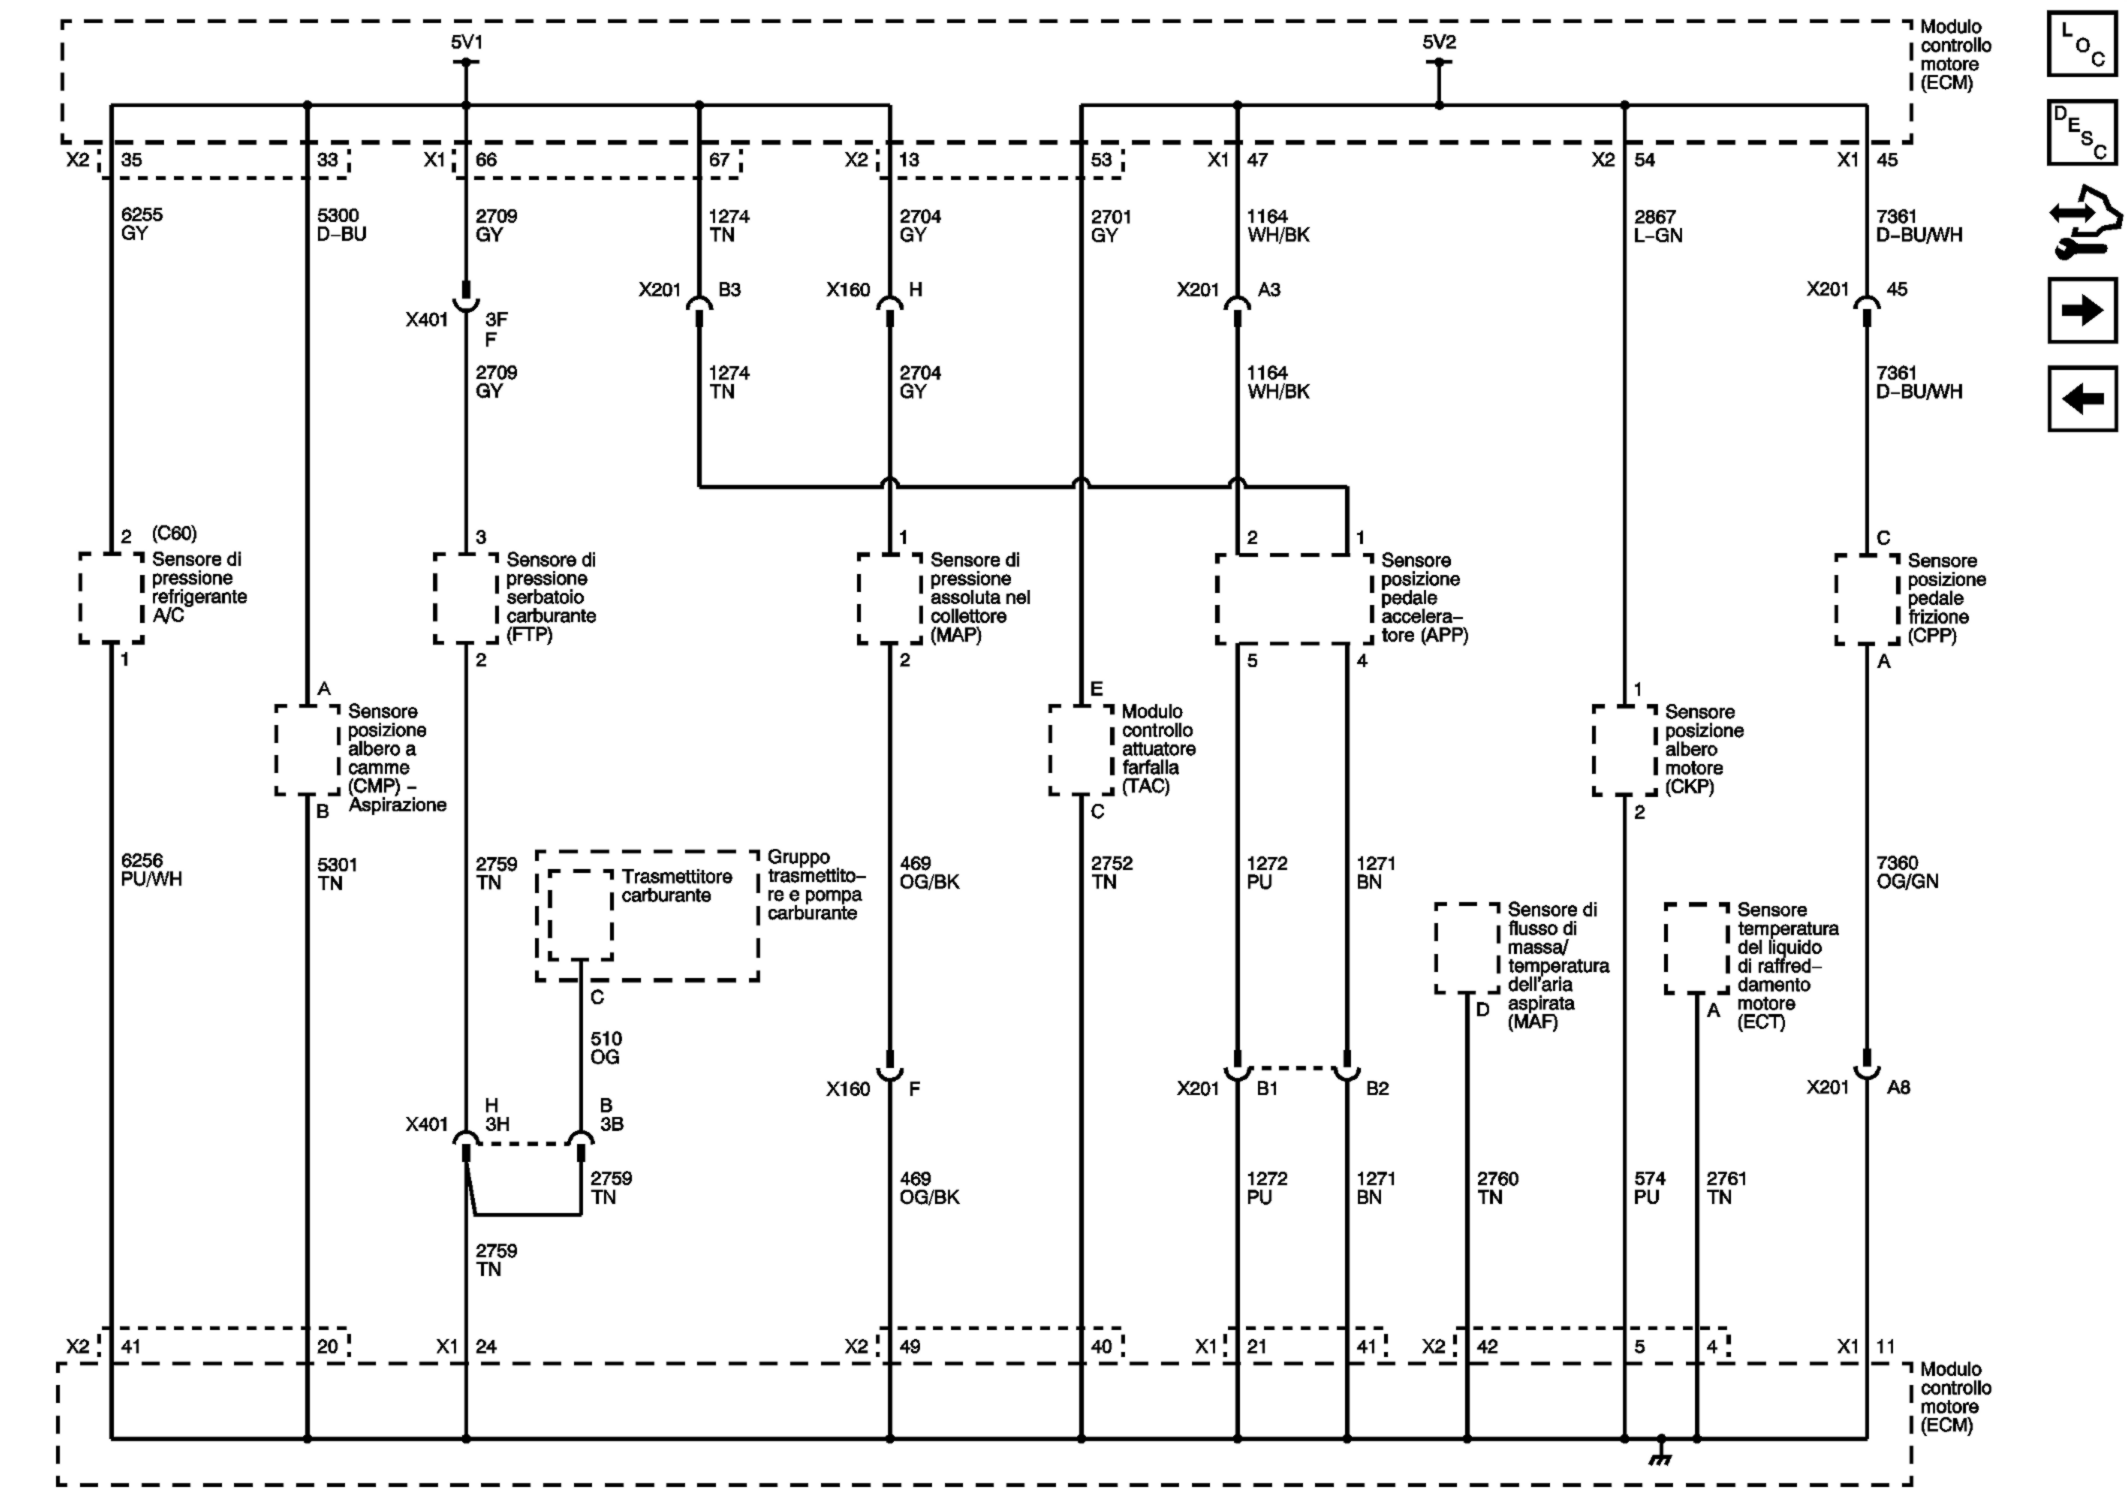 5V1
5V2
Modulo
controllo
motore
(ECM)
L
O
C
D
E
S
C
X2 35
33
X1 66
67
X2 13
53
X1 47
X2 54
X1 45
6255
GY
5300
D-BU
2709
GY
1274
TN
2704
GY
2701
GY
1164
WH/BK
2867
L-GN
7361
D-BU/WH
X401 3F
F
X201 B3
X160 H
X201 A3
X201 45
2709
GY
1274
TN
2704
GY
1164
WH/BK
7361
D-BU/WH
2
(C60)
Sensore di
pressione
refrigerante
A/C
1
3
Sensore di
pressione
serbatoio
carburante
(FTP)
2
1
Sensore di
pressione
assoluta nel
collettore
(MAP)
2
2
1
Sensore
posizione
pedale
accelera-
tore (APP)
5
4
C
Sensore
posizione
pedale
frizione
(CPP)
A
A
Sensore
posizione
albero a
camme
(CMP) -
Aspirazione
B
E
Modulo
controllo
attuatore
farfalla
(TAC)
C
1
Sensore
posizione
albero
motore
(CKP)
2
6256
PU/WH
5301
TN
2759
TN
Trasmettitore
carburante
Gruppo
trasmettito-
re e pompa
carburante
C
510
OG
469
OG/BK
2752
TN
1272
PU
1271
BN
7360
OG/GN
Sensore di
flusso di
massa/
temperatura
dell'aria
aspirata
(MAF)
D
Sensore
temperatura
del liquido
di raffred-
damento
motore
(ECT)
A
X401
H
3H
B
3B
X160 F
X201 B1
B2
X201 A8
2759
TN
469
OG/BK
1272
PU
1271
BN
2760
TN
574
PU
2761
TN
2759
TN
X2 41
20
X1 24
X2 49
40
X1 21
41
X2 42
5
4
X1 11
Modulo
controllo
motore
(ECM)